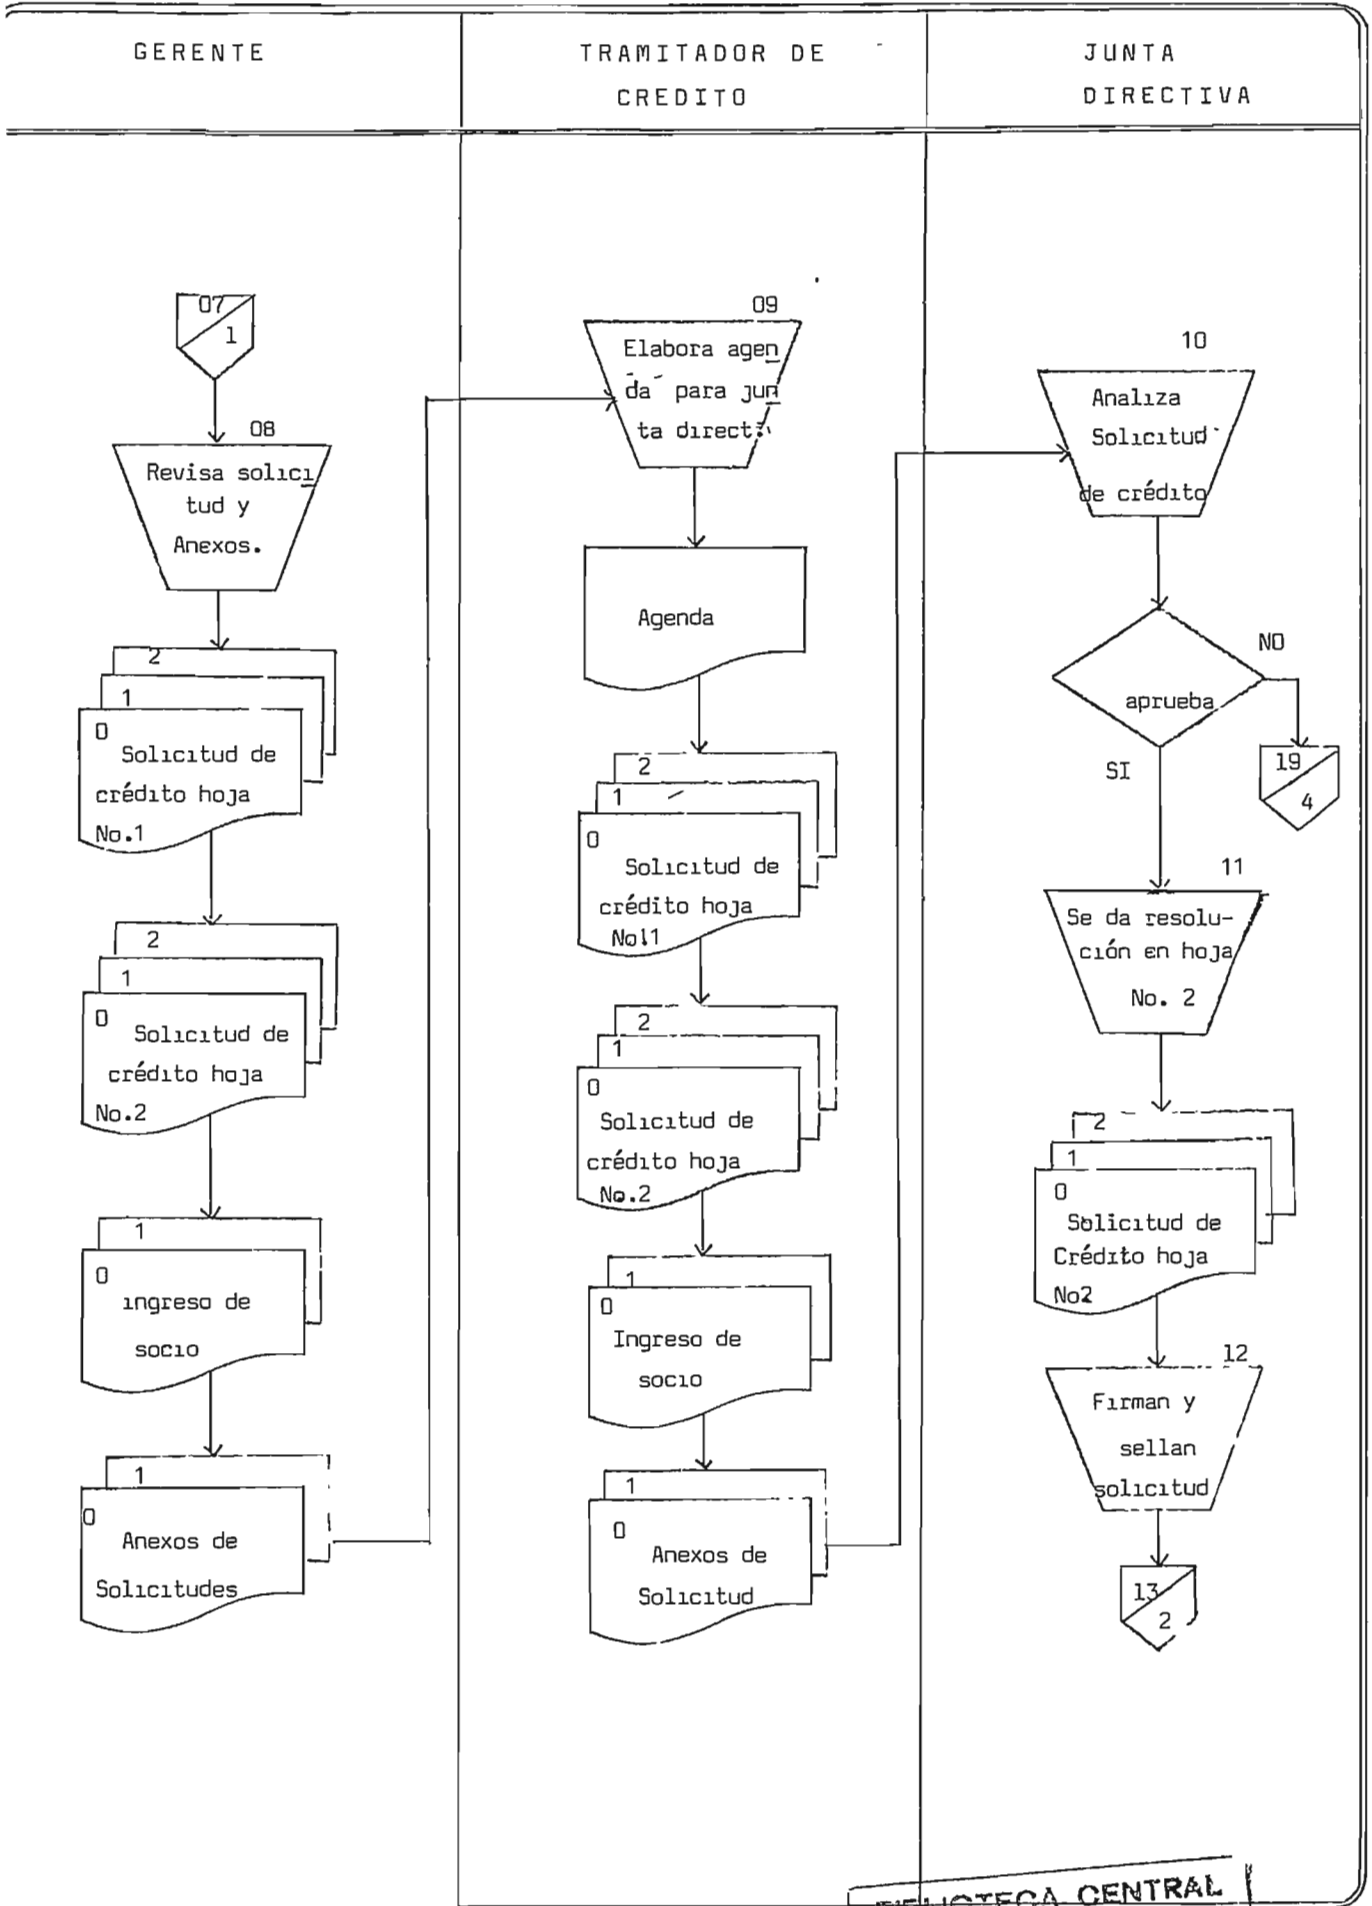 GERENTE
TRAMITADOR DE
CREDITO
JUNTA
DIRECTIVA
07
1
08
Revisa solici
tud y
Anexos.
2
1
0
Solicitud de
crédito hoja
No.1
2
1
0
Solicitud de
crédito hoja
No.2
1
0
ingreso de
socio
1
0
Anexos de
Solicitudes
09
Elabora agen
da para jun
ta directi
Agenda
2
1
0
Solicitud de
crédito hoja
No.1
2
1
0
Solicitud de
crédito hoja
No.2
1
0
Ingreso de
socio
1
0
Anexos de
Solicitud
10
Analiza
Solicitud
de crédito
aprueba
NO
19
4
SI
11
Se da resolu-
ción en hoja
No. 2
2
1
0
Solicitud de
Crédito hoja
No2
12
Firman y
sellan
solicitud
13
2
BIBLIOTECA CENTRAL